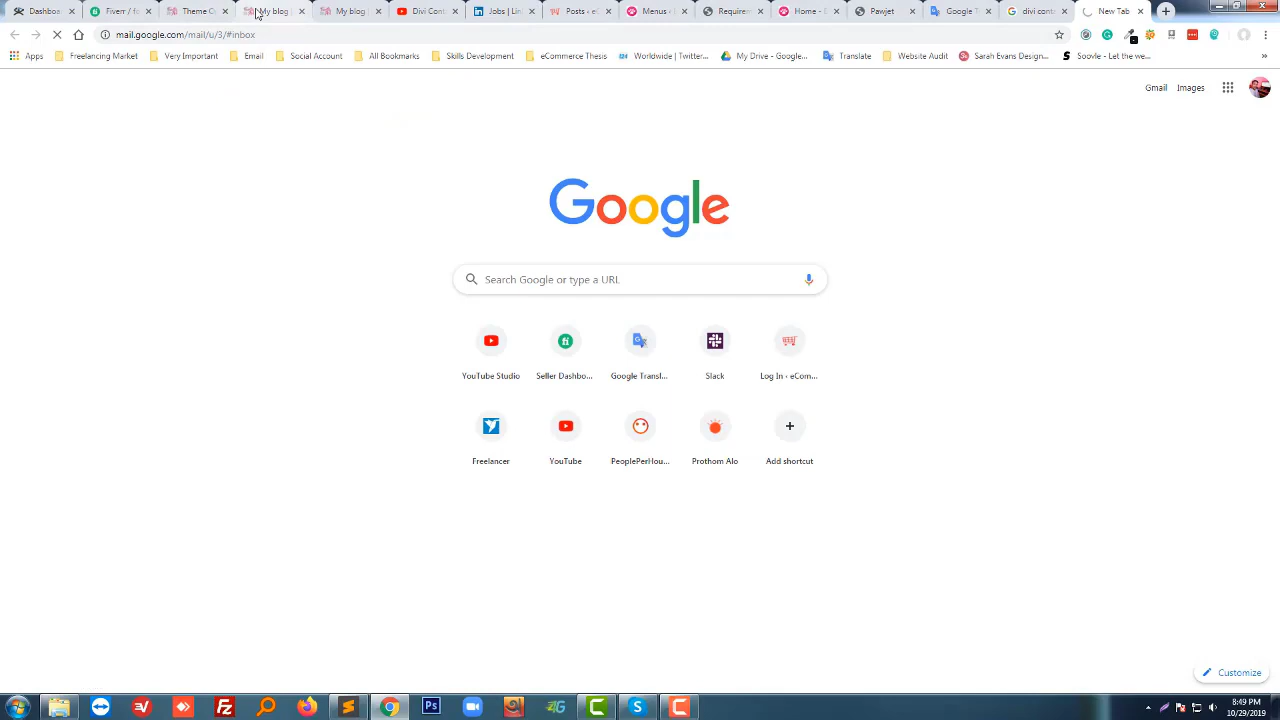 Dashbo Fiverr / Theme C My blog My blog Divi Cont Jobs | Lin Posts ‹ e Menus Require Home - Pawjet Google T divi cont New Tab
mail.google.com/mail/u/3/#inbox
Apps Freelancing Market Very Important Email Social Account All Bookmarks Skills Development eCommerce Thesis Worldwide | Twitter... My Drive - Google... Translate Website Audit Sarah Evans Design... Soovle - Let the we... »
Gmail Images
Google
Search Google or type a URL
YouTube Studio Seller Dashbo... Google Transl... Slack Log In ‹ eCom...
Freelancer YouTube PeoplePerHou... Prothom Alo Add shortcut
Customize
8:49 PM
10/29/2019